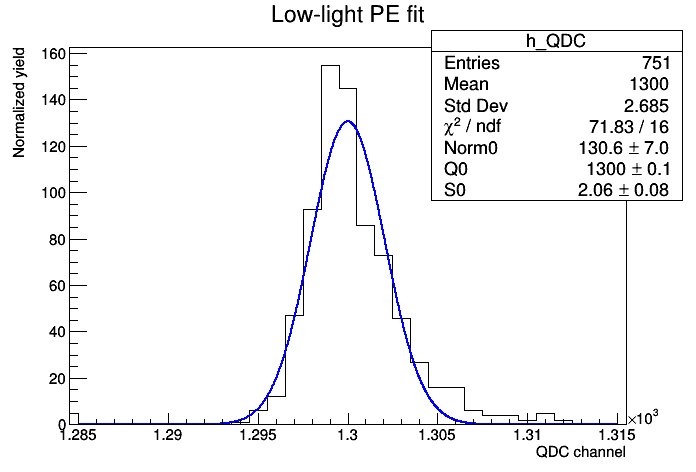 Low-light PE fit
h_QDC
Entries 751
Mean 1300
Std Dev 2.685
χ² / ndf 71.83 / 16
Norm0 130.6 ± 7.0
Q0 1300 ± 0.1
S0 2.06 ± 0.08
Normalized yield
160
140
120
100
80
60
40
20
0
1.285 1.29 1.295 1.3 1.305 1.31 1.315
×10³
QDC channel